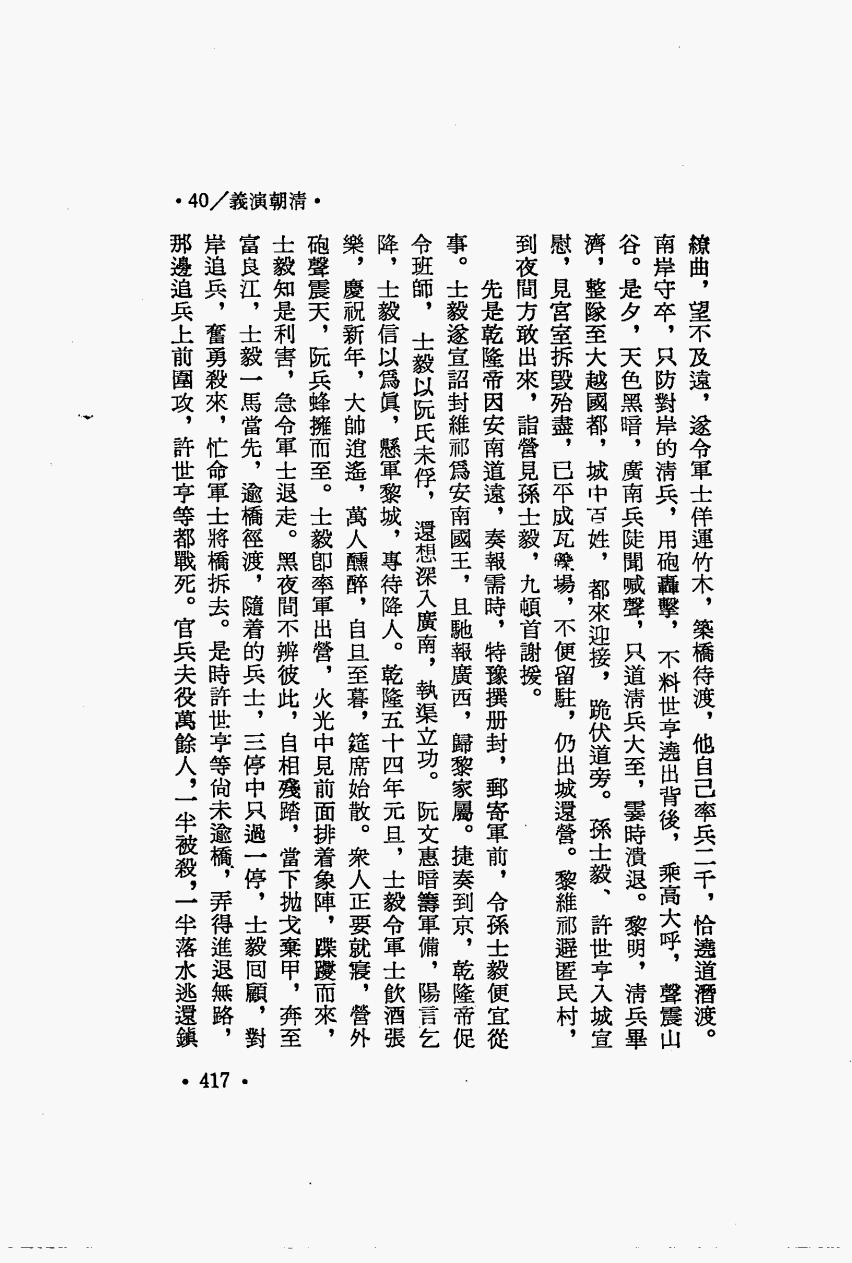 •40／義演朝清•
繚曲，望不及遠，遂令軍士佯運竹木，築橋待渡，他自己率兵二千，恰遶道潛渡。
南岸守卒，只防對岸的清兵，用砲轟擊，不料世亨遶出背後，乘高大呼，聲震山
谷。是夕，天色黑暗，廣南兵陡聞喊聲，只道清兵大至，霎時潰退。黎明，清兵畢
濟，整隊至大越國都，城中百姓，都來迎接，跪伏道旁。孫士毅、許世亨入城宣
慰，見宮室拆毀殆盡，已平成瓦礫場，不便留駐，仍出城還營。黎維祁避匿民村，
到夜間方敢出來，詣營見孫士毅，九頓首謝援。
先是乾隆帝因安南道遠，奏報需時，特豫撰册封，郵寄軍前，令孫士毅便宜從
事。士毅遂宣詔封維祁爲安南國王，且馳報廣西，歸黎家屬。捷奏到京，乾隆帝促
令班師，士毅以阮氏未俘，還想深入廣南，執渠立功。阮文惠暗籌軍備，陽言乞
降，士毅信以爲眞，懸軍黎城，專待降人。乾隆五十四年元旦，士毅令軍士飮酒張
樂，慶祝新年，大帥逍遙，萬人醺醉，自旦至暮，筵席始散。衆人正要就寢，營外
砲聲震天，阮兵蜂擁而至。士毅卽率軍出營，火光中見前面排着象陣，蹀躞而來，
士毅知是利害，急令軍士退走。黑夜間不辨彼此，自相殘踏，當下抛戈棄甲，奔至
富良江，士毅一馬當先，逾橋徑渡，隨着的兵士，三停中只過一停，士毅囘顧，對
岸追兵，奮勇殺來，忙命軍士將橋拆去。是時許世亨等尙未逾橋，弄得進退無路，
那邊追兵上前圍攻，許世亨等都戰死。官兵夫役萬餘人，一半被殺，一半落水逃還鎮
•417•